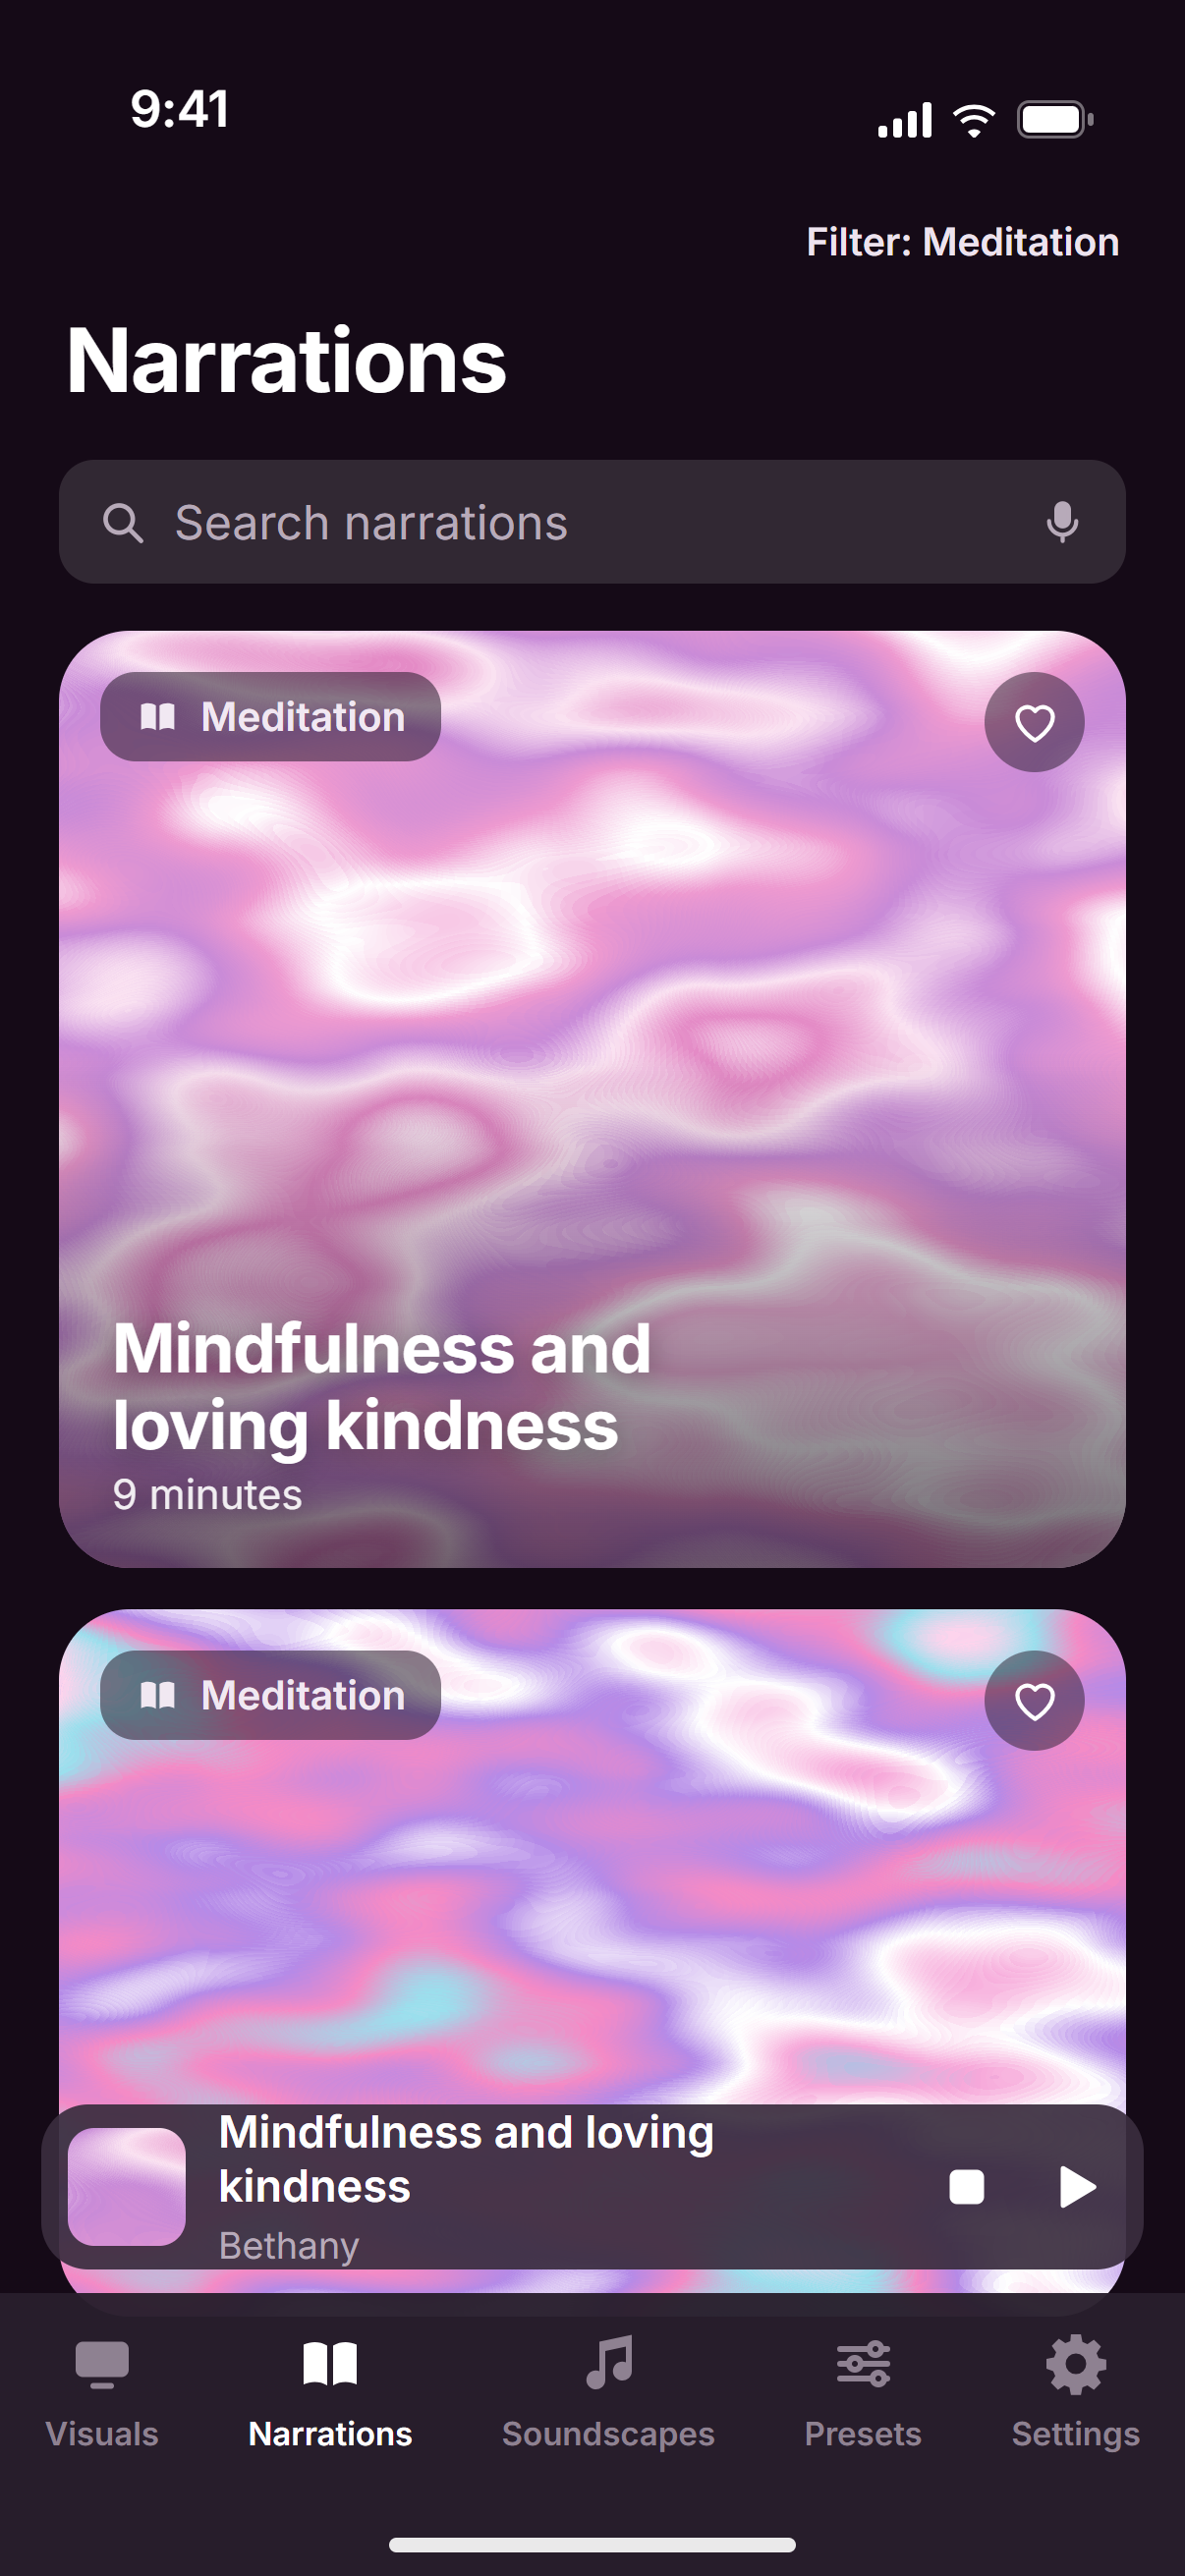 9:41
Filter: Meditation
Narrations
Search narrations
Meditation
Mindfulness and
loving kindness
9 minutes
Meditation
Mindfulness and loving
kindness
Bethany
Visuals
Narrations
Soundscapes
Presets
Settings